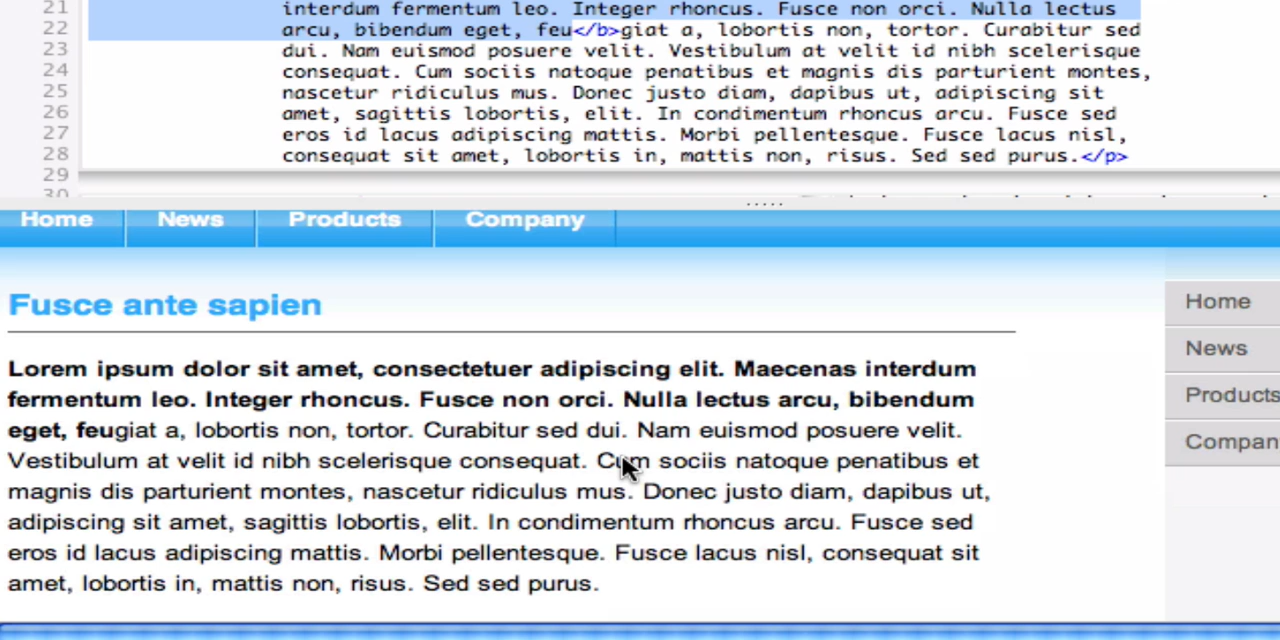 21 interdum fermentum leo. Integer rhoncus. Fusce non orci. Nulla lectus
22 arcu, bibendum eget, feu</b>giat a, lobortis non, tortor. Curabitur sed
23 dui. Nam euismod posuere velit. Vestibulum at velit id nibh scelerisque
24 consequat. Cum sociis natoque penatibus et magnis dis parturient montes,
25 nascetur ridiculus mus. Donec justo diam, dapibus ut, adipiscing sit
26 amet, sagittis lobortis, elit. In condimentum rhoncus arcu. Fusce sed
27 eros id lacus adipiscing mattis. Morbi pellentesque. Fusce lacus nisl,
28 consequat sit amet, lobortis in, mattis non, risus. Sed sed purus.</p>
29
30
Home News Products Company
Fusce ante sapien
Lorem ipsum dolor sit amet, consectetuer adipiscing elit. Maecenas interdum
fermentum leo. Integer rhoncus. Fusce non orci. Nulla lectus arcu, bibendum
eget, feugiat a, lobortis non, tortor. Curabitur sed dui. Nam euismod posuere velit.
Vestibulum at velit id nibh scelerisque consequat. Cum sociis natoque penatibus et
magnis dis parturient montes, nascetur ridiculus mus. Donec justo diam, dapibus ut,
adipiscing sit amet, sagittis lobortis, elit. In condimentum rhoncus arcu. Fusce sed
eros id lacus adipiscing mattis. Morbi pellentesque. Fusce lacus nisl, consequat sit
amet, lobortis in, mattis non, risus. Sed sed purus.
Home
News
Products
Compan